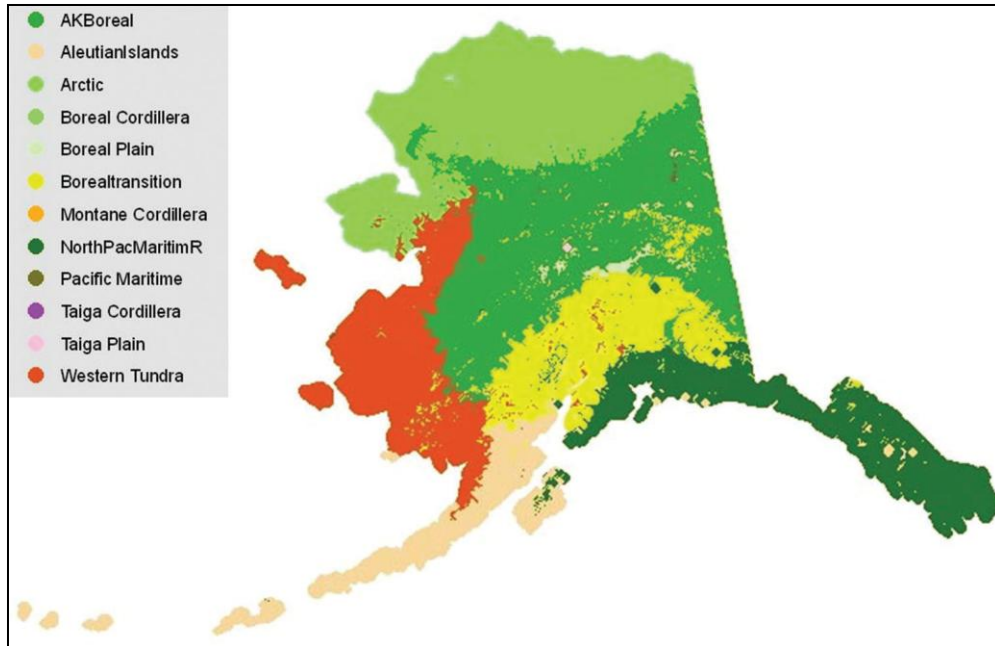 AKBoreal
AleutianIslands
Arctic
Boreal Cordillera
Boreal Plain
Borealtransition
Montane Cordillera
NorthPacMaritimR
Pacific Maritime
Taiga Cordillera
Taiga Plain
Western Tundra